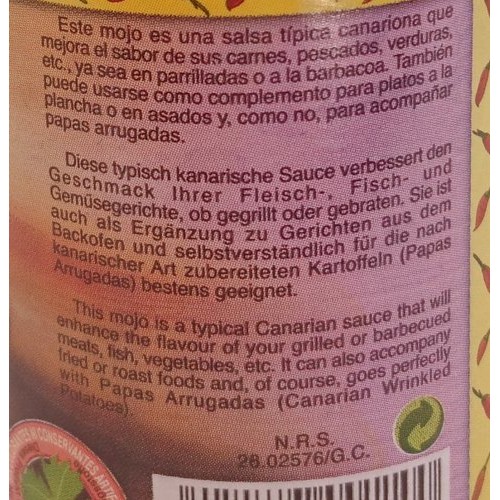 Este mojo es una salsa típica canariona que
mejora el sabor de sus carnes, pescados, verduras,
etc., ya sea en parrilladas o a la barbacoa. También
puede usarse como complemento para platos a la
plancha o en asados y, como no, para acompañar
papas arrugadas.
Diese typisch kanarische Sauce verbessert den
Geschmack Ihrer Fleisch-, Fisch- und
Gemüsegerichte, ob gegrillt oder gebraten. Sie ist
auch als Ergänzung zu Gerichten aus dem
Backofen und selbstverständlich für die nach
kanarischer Art zubereiteten Kartoffeln (Papas
Arrugadas) bestens geeignet.
This mojo is a typical Canarian sauce that will
enhance the flavour of your grilled or barbecued
meats, fish, vegetables, etc. It can also accompany
fried or roast foods and, of course, goes perfectly
with Papas Arrugadas (Canarian Wrinkled
Potatoes).
N.R.S.
26.02576/G.C.